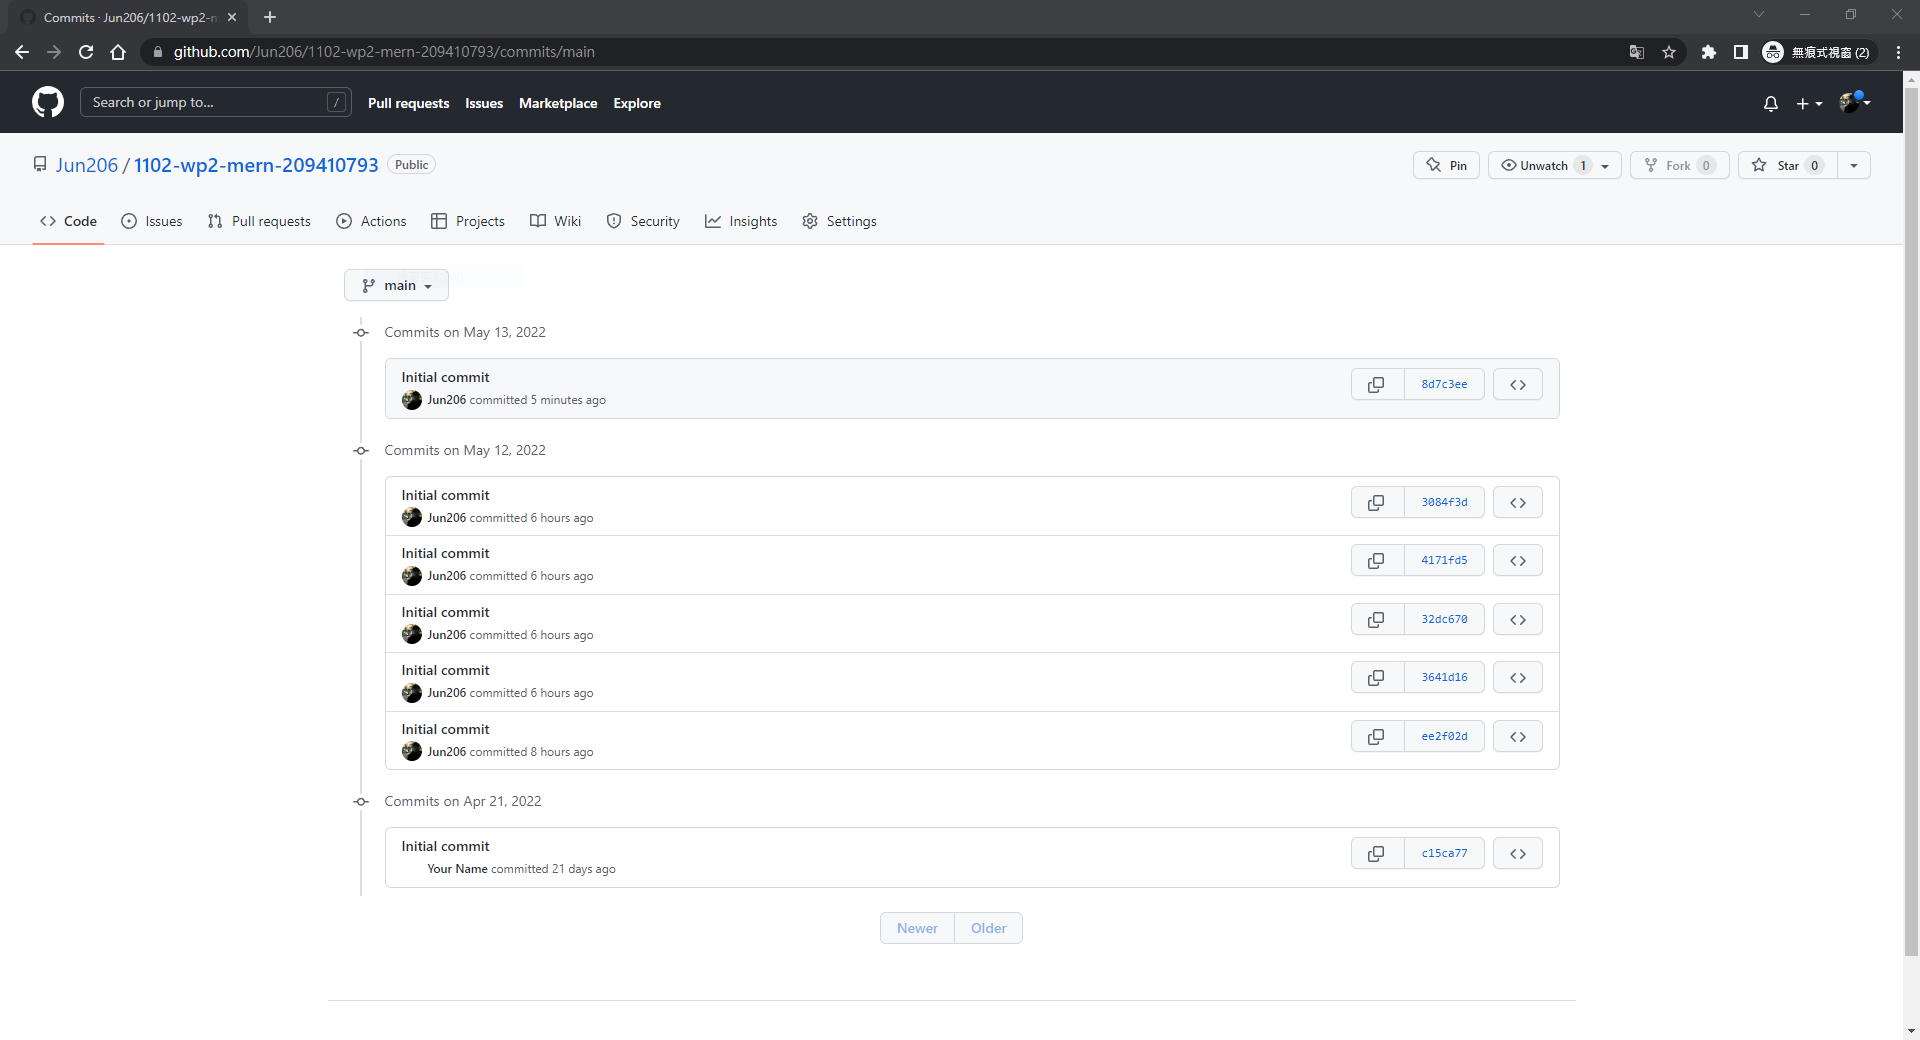 Commits · Jun206/1102-wp2-m
github.com/Jun206/1102-wp2-mern-209410793/commits/main
無痕式視窗 (2)
Search or jump to...
/
Pull requests
Issues
Marketplace
Explore
Jun206 / 1102-wp2-mern-209410793
Public
Pin
Unwatch 1
Fork 0
Star 0
Code
Issues
Pull requests
Actions
Projects
Wiki
Security
Insights
Settings
main
Commits on May 13, 2022
Initial commit
Jun206 committed 5 minutes ago
8d7c3ee
Commits on May 12, 2022
Initial commit
Jun206 committed 6 hours ago
3084f3d
Initial commit
Jun206 committed 6 hours ago
4171fd5
Initial commit
Jun206 committed 6 hours ago
32dc670
Initial commit
Jun206 committed 6 hours ago
3641d16
Initial commit
Jun206 committed 8 hours ago
ee2f02d
Commits on Apr 21, 2022
Initial commit
Your Name committed 21 days ago
c15ca77
Newer
Older